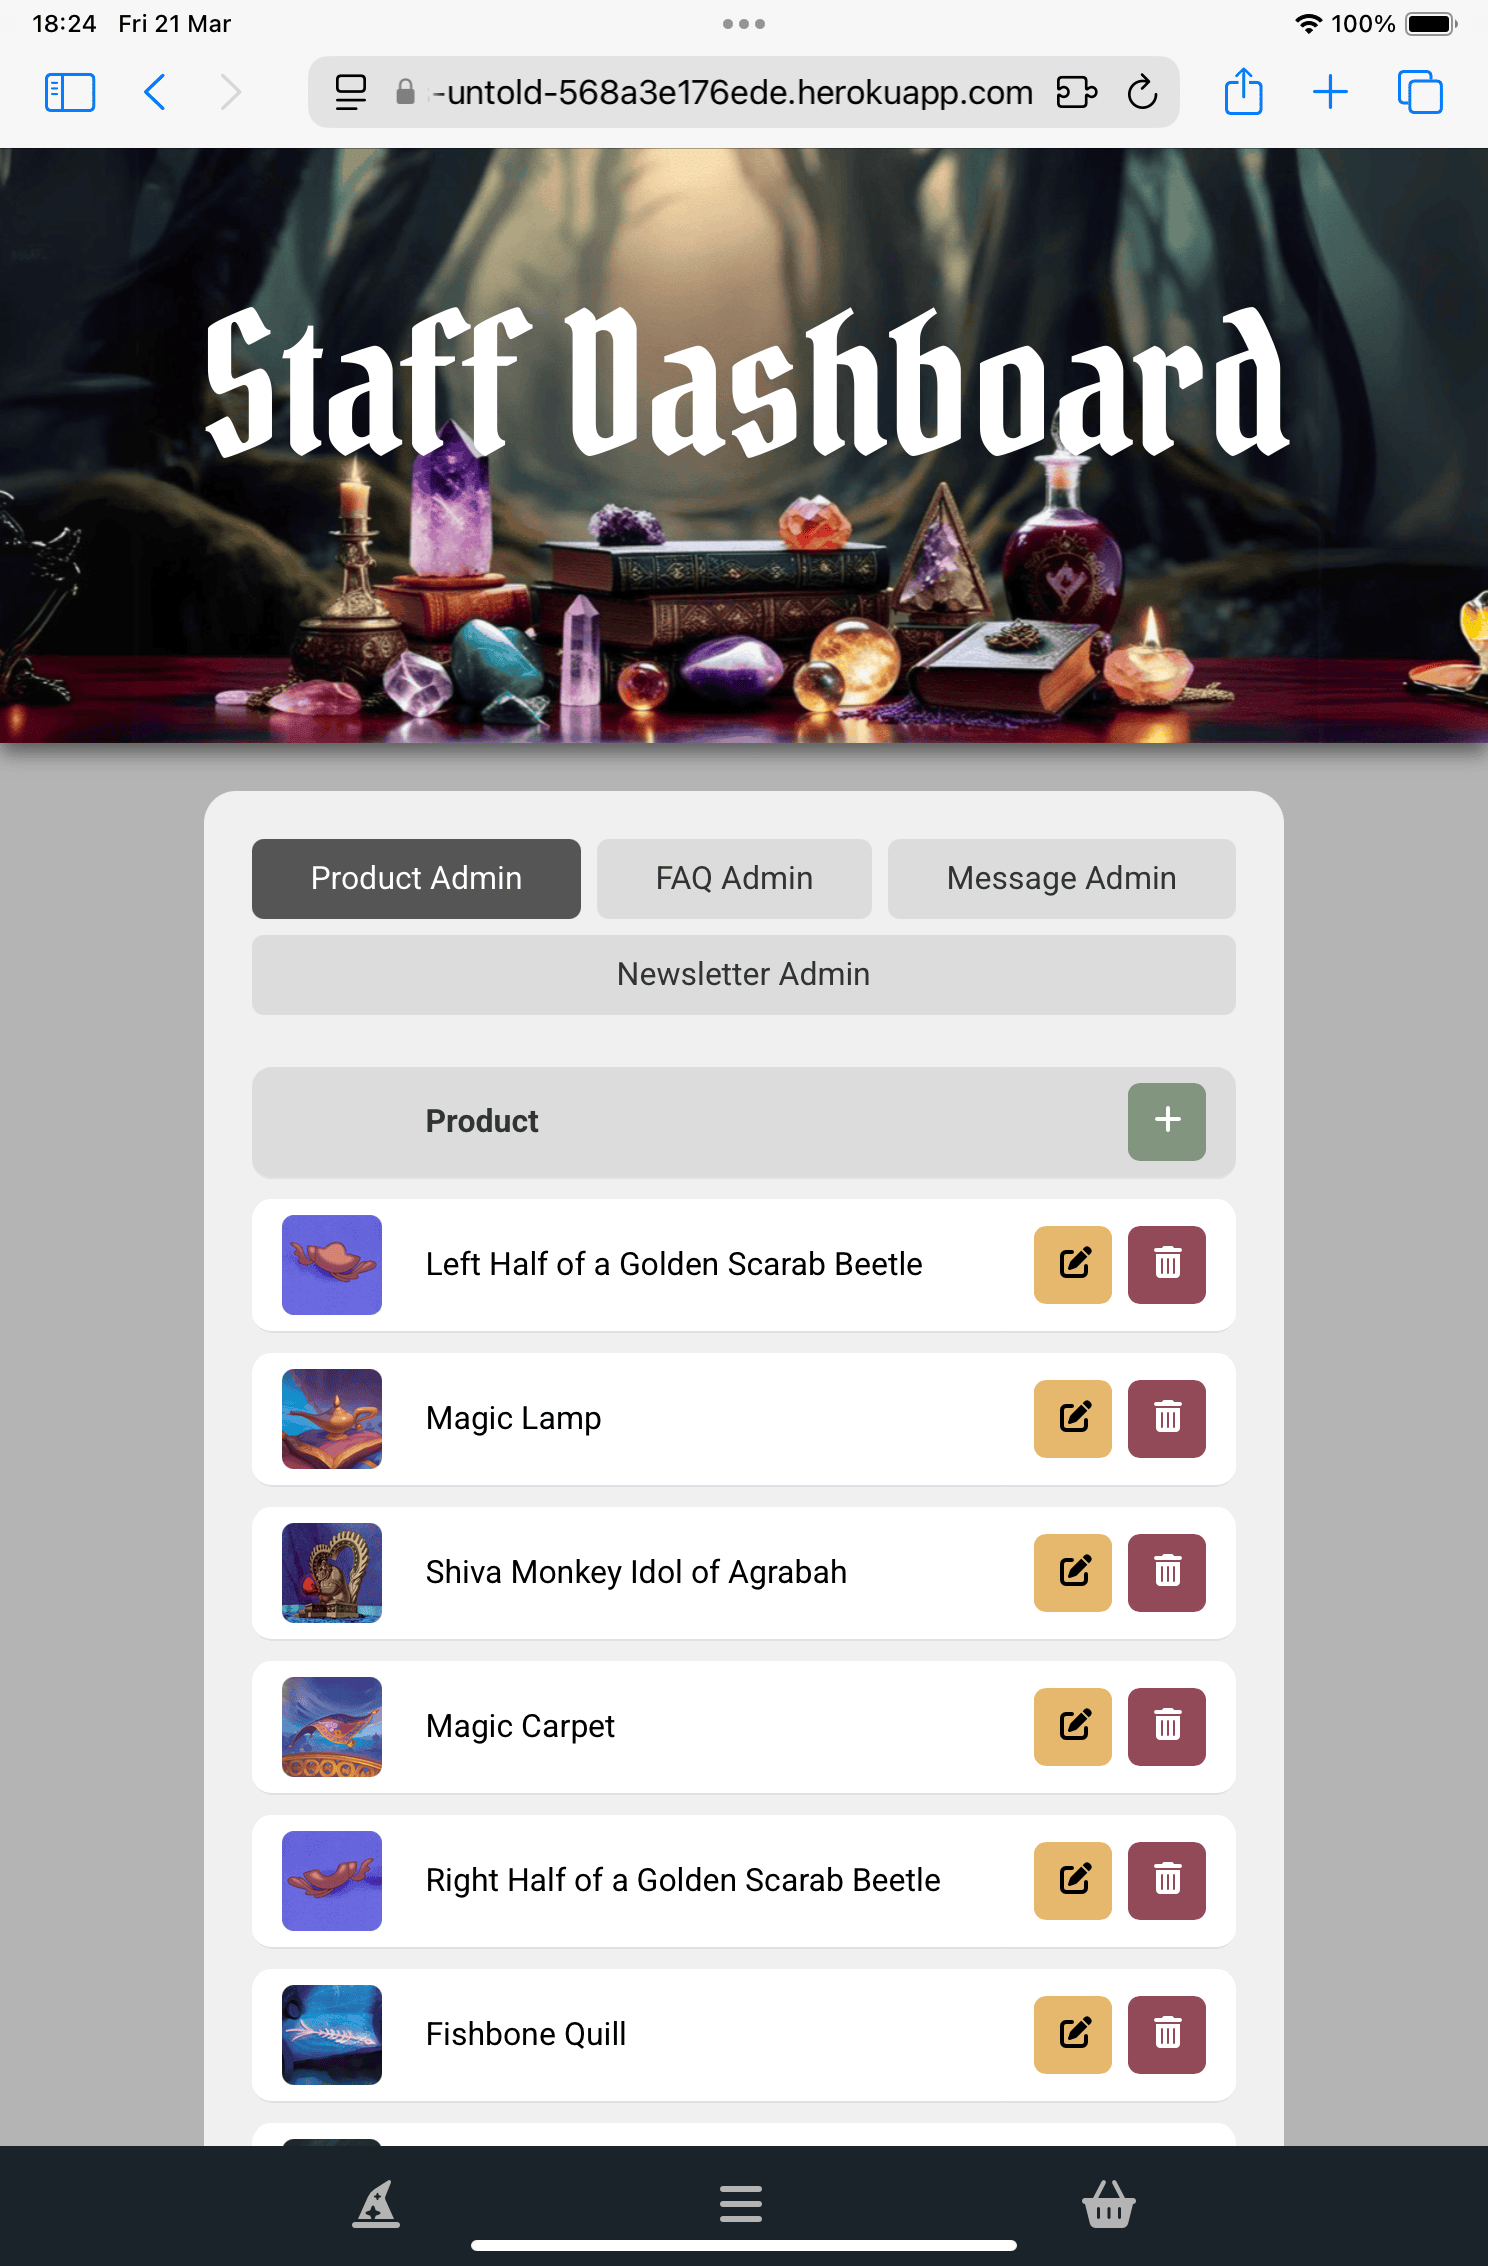 18:24 Fri 21 Mar 100%
-untold-568a3e176ede.herokuapp.com
Staff Dashboard
Product Admin FAQ Admin Message Admin
Newsletter Admin
Product
Left Half of a Golden Scarab Beetle
Magic Lamp
Shiva Monkey Idol of Agrabah
Magic Carpet
Right Half of a Golden Scarab Beetle
Fishbone Quill